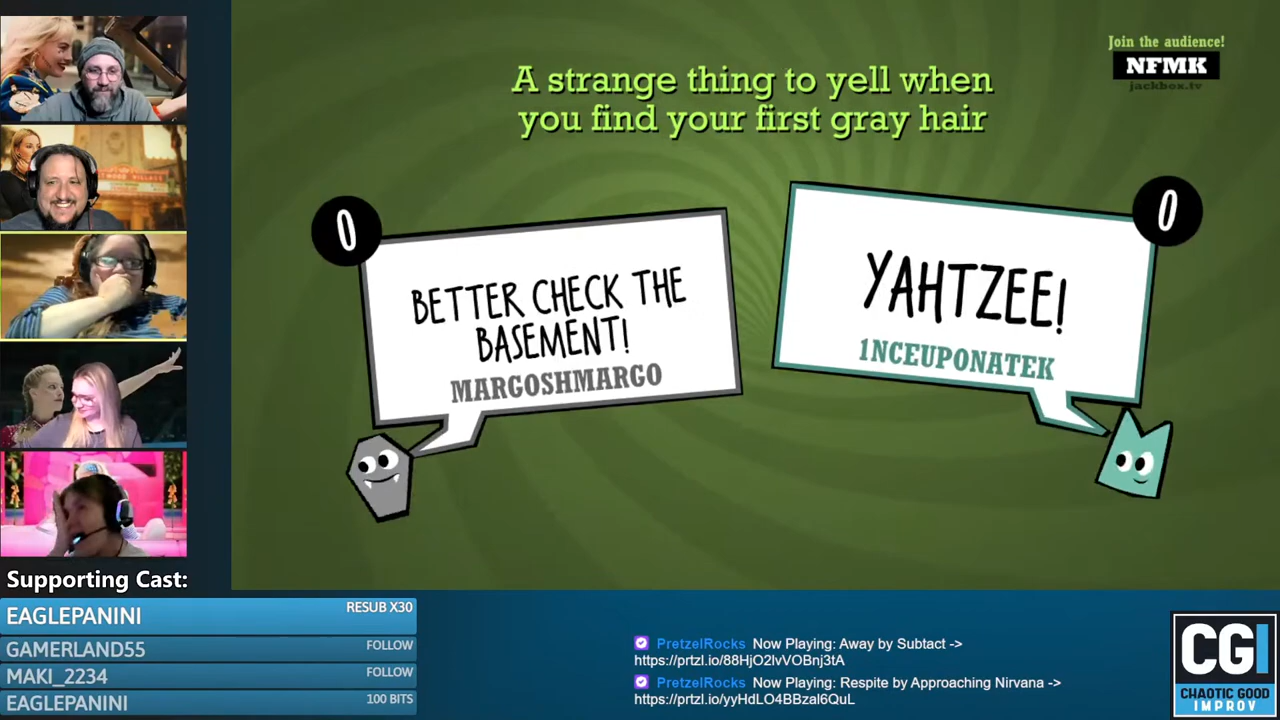 Join the audience!
NFMK
jackbox.tv
A strange thing to yell when
you find your first gray hair
0
BETTER CHECK THE
BASEMENT!
MARGOSHMARGO
0
YAHTZEE!
1NCEUPONATEK
Supporting Cast:
EAGLEPANINI RESUB X30
GAMERLAND55 FOLLOW
MAKI_2234 FOLLOW
EAGLEPANINI 100 BITS
PretzelRocks Now Playing: Away by Subtact ->
https://prtzl.io/88HjO2lvVOBnj3tA
PretzelRocks Now Playing: Respite by Approaching Nirvana ->
https://prtzl.io/yyHdLO4BBzal6QuL
CGI
CHAOTIC GOOD
IMPROV